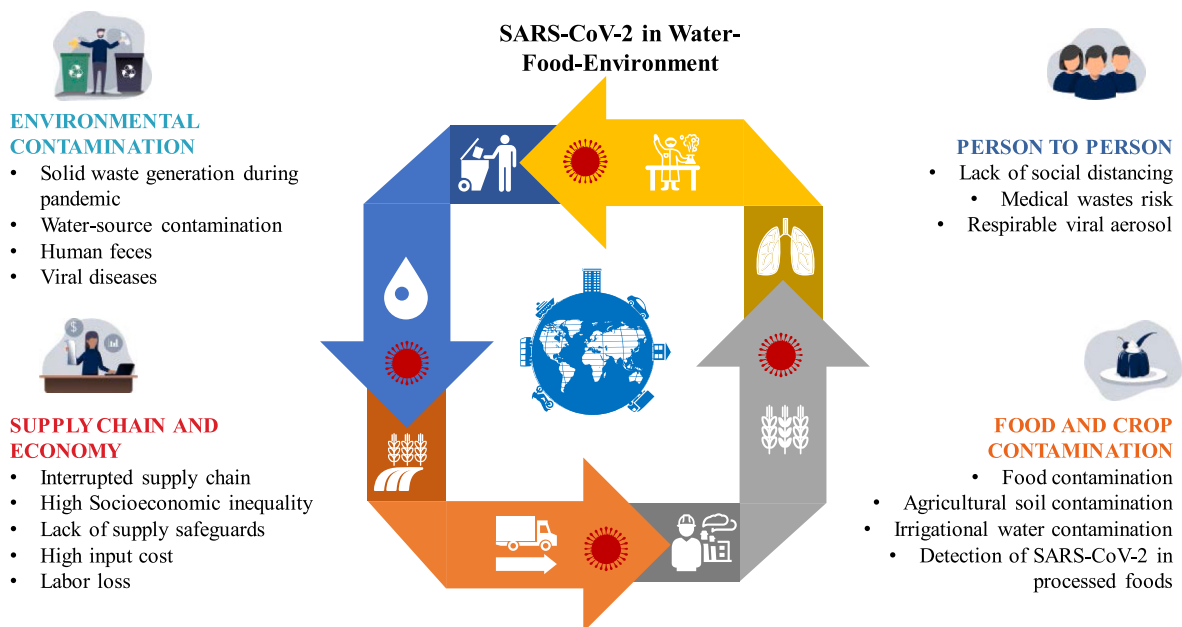 SARS-CoV-2 in Water-
Food-Environment
ENVIRONMENTAL
CONTAMINATION
• Solid waste generation during
pandemic
• Water-source contamination
• Human feces
• Viral diseases
SUPPLY CHAIN AND
ECONOMY
• Interrupted supply chain
• High Socioeconomic inequality
• Lack of supply safeguards
• High input cost
• Labor loss
PERSON TO PERSON
• Lack of social distancing
• Medical wastes risk
• Respirable viral aerosol
FOOD AND CROP
CONTAMINATION
• Food contamination
• Agricultural soil contamination
• Irrigational water contamination
• Detection of SARS-CoV-2 in
processed foods
$